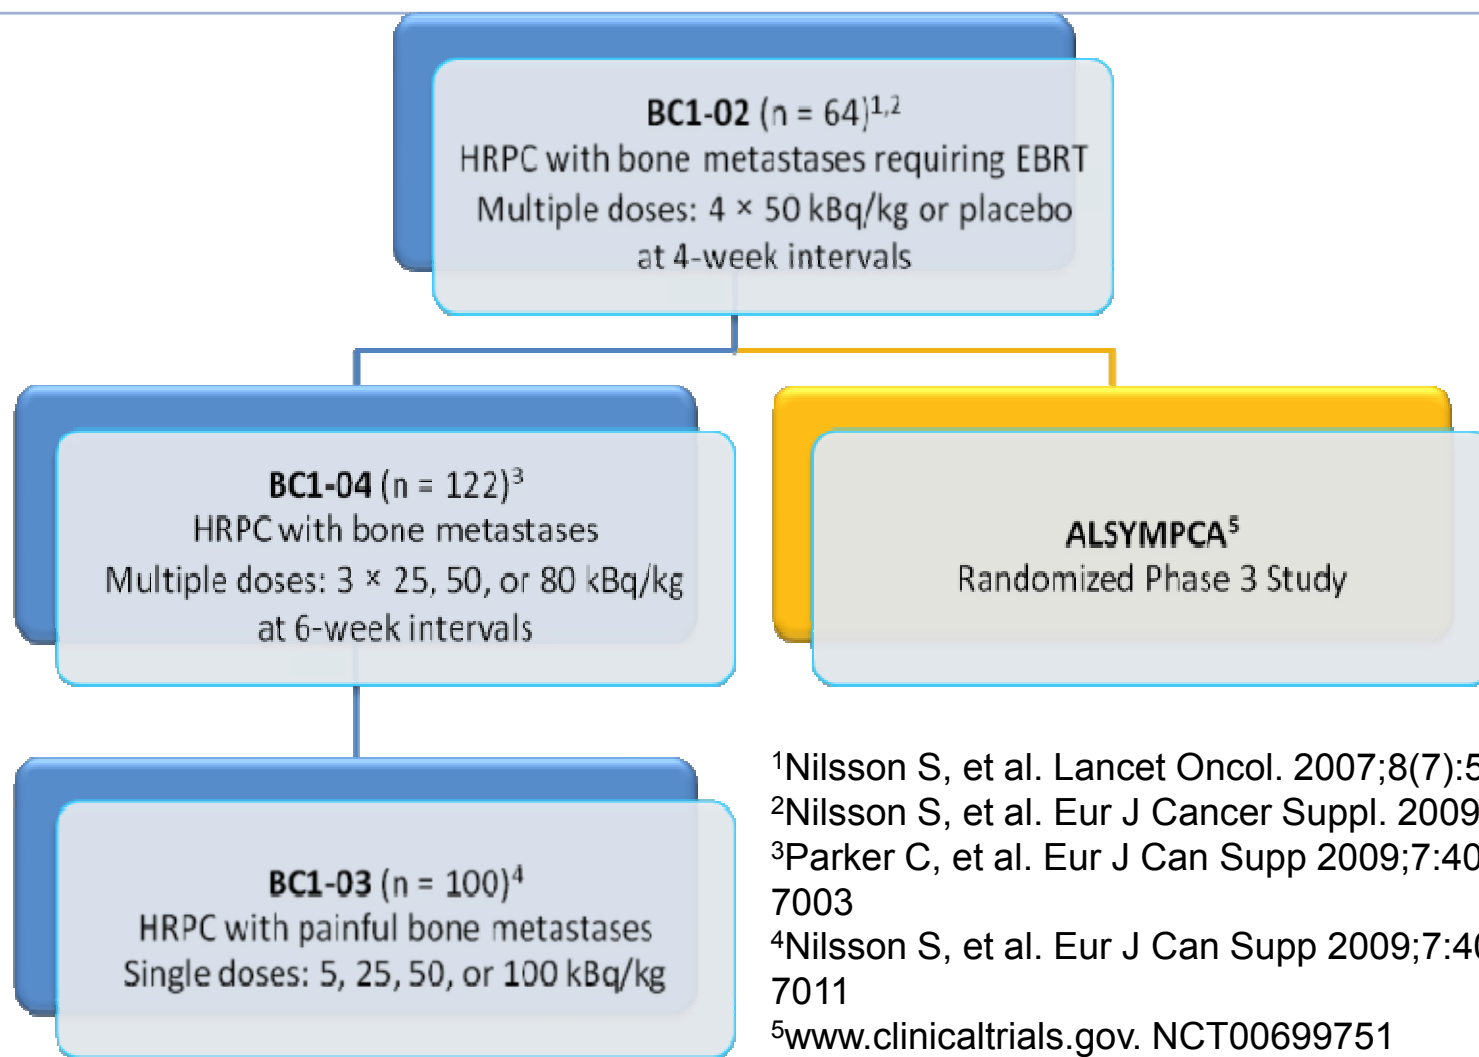 BC1-02 (n = 64)1,2
HRPC with bone metastases requiring EBRT
Multiple doses: 4 × 50 kBq/kg or placebo
at 4-week intervals
BC1-04 (n = 122)3
HRPC with bone metastases
Multiple doses: 3 × 25, 50, or 80 kBq/kg
at 6-week intervals
ALSYMPCA5
Randomized Phase 3 Study
BC1-03 (n = 100)4
HRPC with painful bone metastases
Single doses: 5, 25, 50, or 100 kBq/kg
1Nilsson S, et al. Lancet Oncol. 2007;8(7):5
2Nilsson S, et al. Eur J Cancer Suppl. 2009
3Parker C, et al. Eur J Can Supp 2009;7:40
7003
4Nilsson S, et al. Eur J Can Supp 2009;7:40
7011
5www.clinicaltrials.gov. NCT00699751